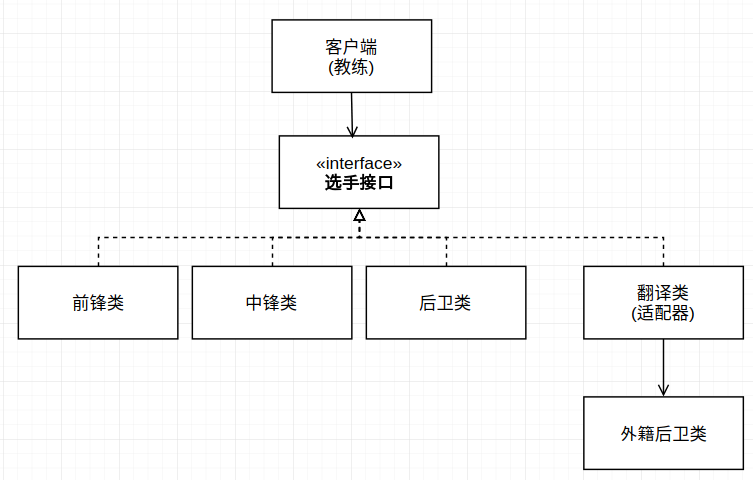 客户端
(教练)
«interface»
选手接口
前锋类
中锋类
后卫类
翻译类
(适配器)
外籍后卫类